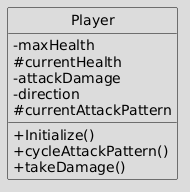 Player
-maxHealth
#currentHealth
-attackDamage
-direction
#currentAttackPattern
+Initialize()
+cycleAttackPattern()
+takeDamage()